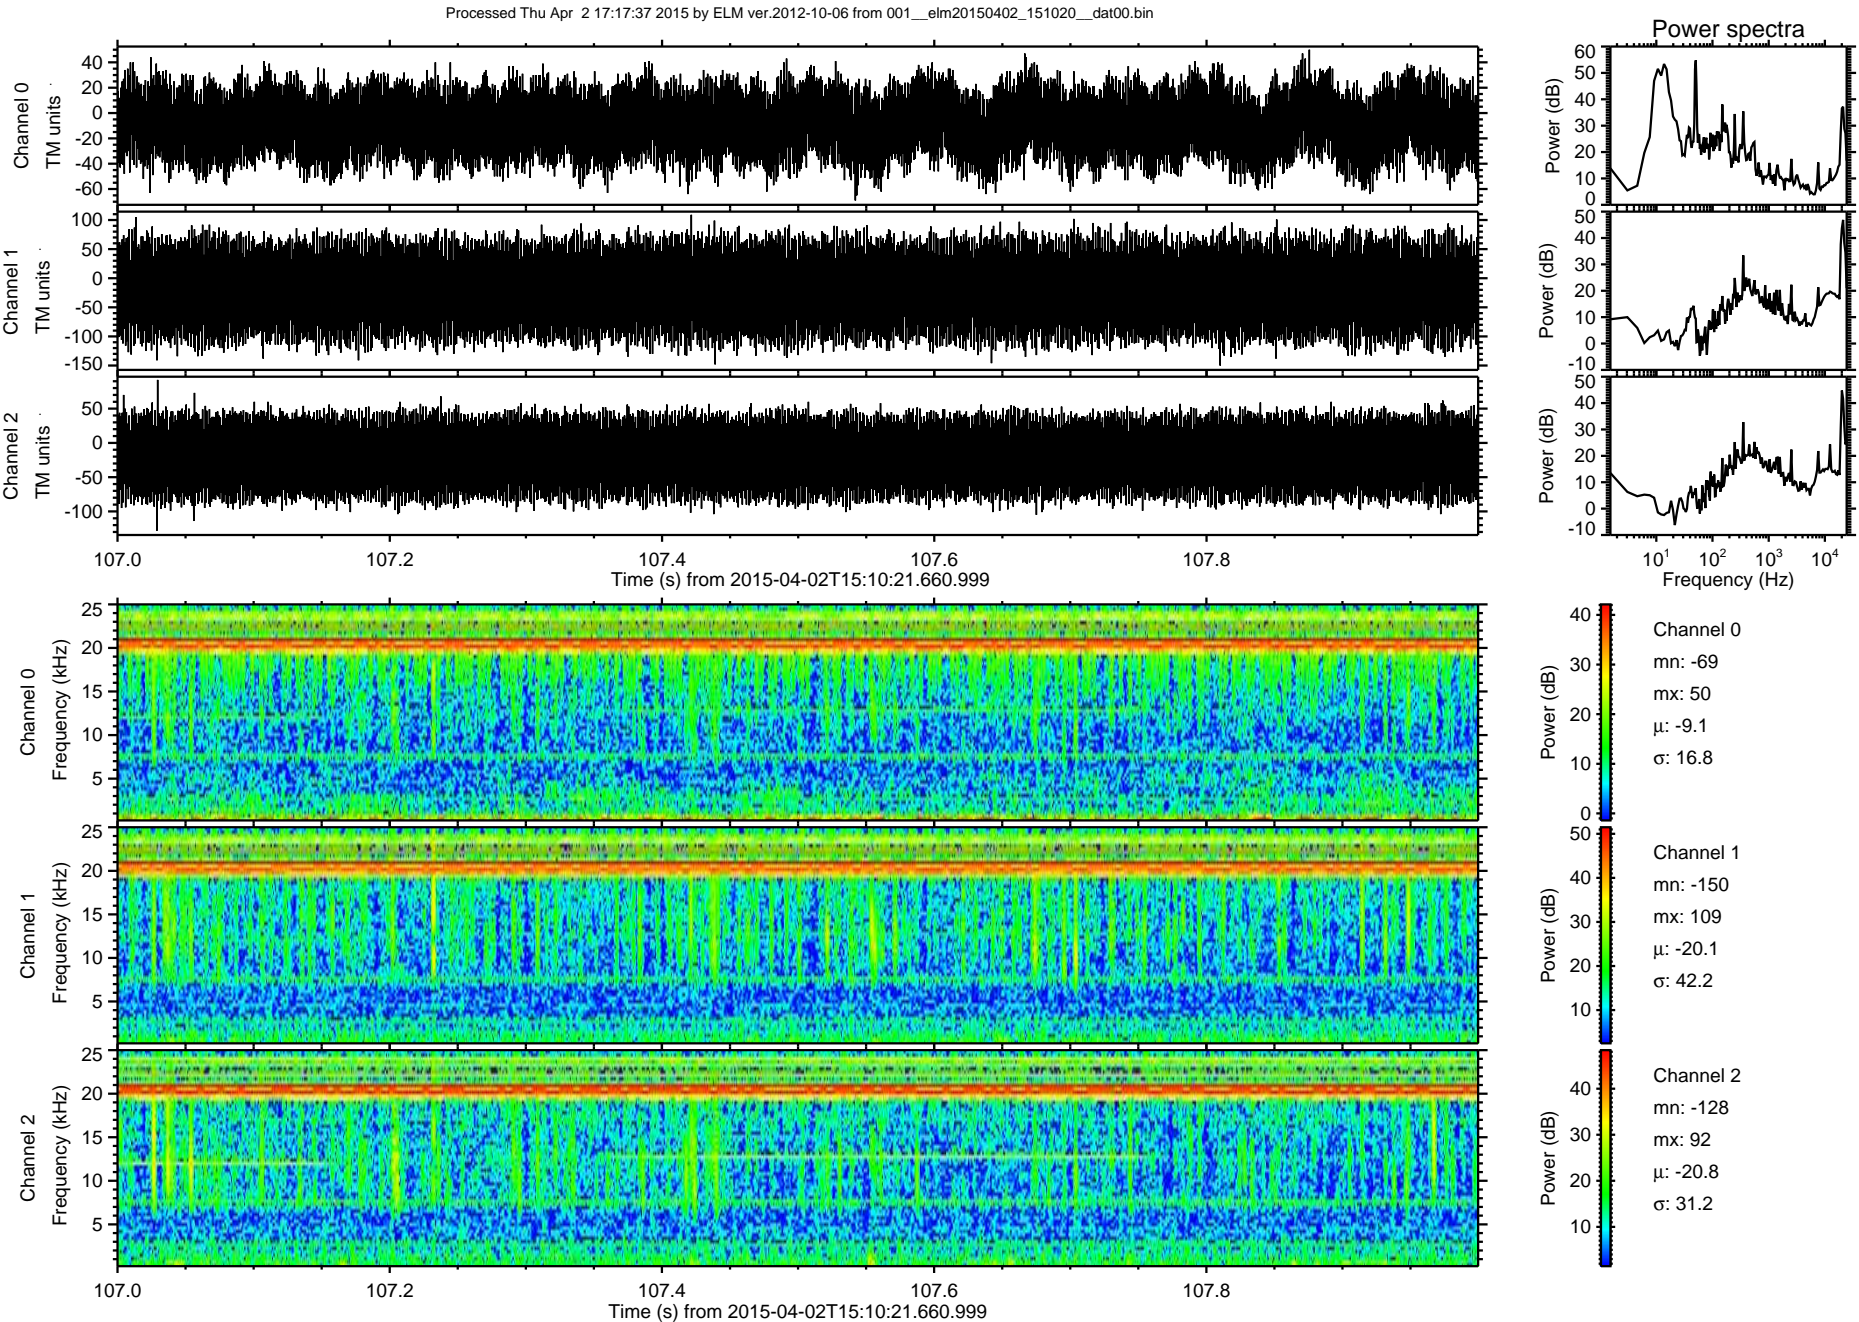 Processed Thu Apr  2 17:17:37 2015 by ELM ver.2012-10-06 from 001__elm20150402_151020__dat00.bin
Power spectra
Channel 0
TM units
40
20
0
-20
-40
-60
Power (dB)
60
50
40
30
20
10
0
Channel 1
TM units
100
50
0
-50
-100
-150
Power (dB)
50
40
30
20
10
0
-10
Channel 2
TM units
50
0
-50
-100
Power (dB)
50
40
30
20
10
0
-10
107.0 107.2 107.4 107.6 107.8
Time (s) from 2015-04-02T15:10:21.660.999
10^1 10^2 10^3 10^4
Frequency (Hz)
Channel 0
Frequency (kHz)
25
20
15
10
5
Power (dB)
40
30
20
10
0
Channel 0
mn: -69
mx: 50
μ: -9.1
σ: 16.8
Channel 1
Frequency (kHz)
25
20
15
10
5
Power (dB)
50
40
30
20
10
Channel 1
mn: -150
mx: 109
μ: -20.1
σ: 42.2
Channel 2
Frequency (kHz)
25
20
15
10
5
Power (dB)
40
30
20
10
Channel 2
mn: -128
mx: 92
μ: -20.8
σ: 31.2
107.0 107.2 107.4 107.6 107.8
Time (s) from 2015-04-02T15:10:21.660.999